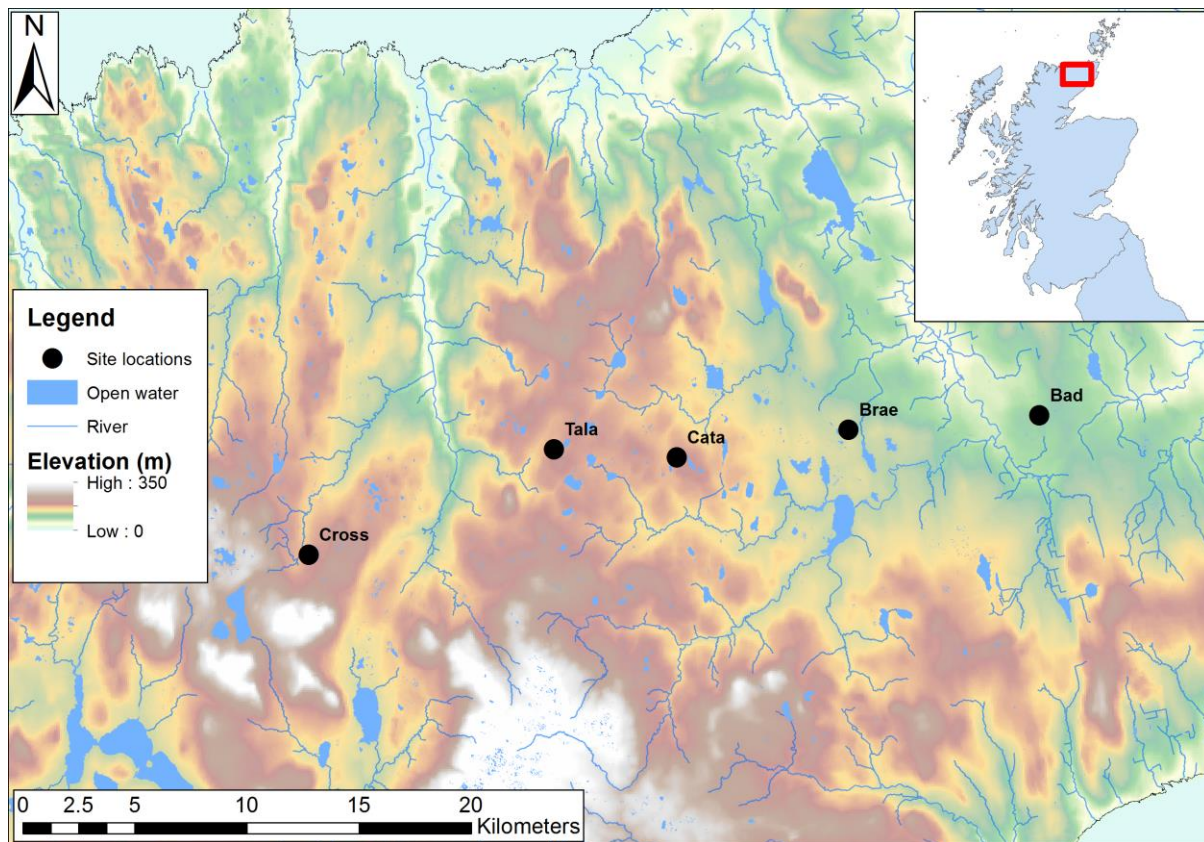 N
Legend
Site locations
Open water
River
Elevation (m)
High : 350
Low : 0
Bad
Brae
Tala
Cata
Cross
0 2.5 5 10 15 20
Kilometers